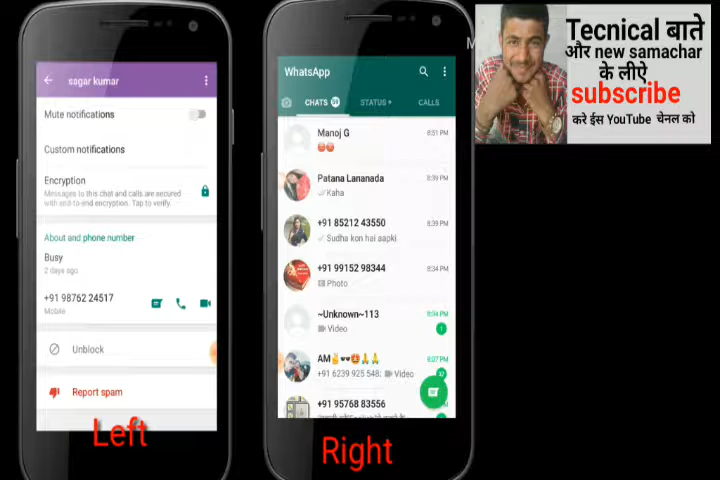 sagar kumar
Mute notifications
Custom notifications
Encryption
Messages to this chat and calls are secured
with end-to-end encryption. Tap to verify.
About and phone number
Busy
2 days ago
+91 98762 24517
Mobile
Unblock
Report spam
Left
WhatsApp
CHATS
STATUS
CALLS
Manoj G
8:51 PM
Patana Lananada
8:39 PM
Kaha
+91 85212 43550
8:39 PM
Sudha kon hai aapki
+91 99152 98344
8:34 PM
Photo
~Unknown~113
8:34 PM
Video
1
AM✌🕶😍🙏🙏
8:07 PM
+91 6239 925 548: Video
+91 95768 83556
Right
M
Tecnical बाते
और new samachar
के लीऐ
subscribe
करे ईस YouTube चेनल को